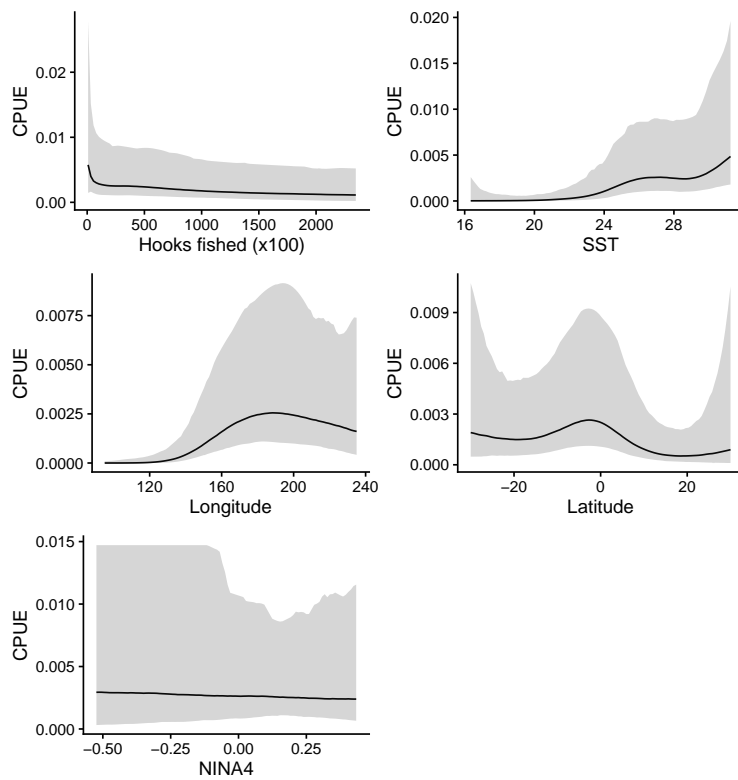 CPUE
0.02
0.01
0.00
0 500 1000 1500 2000
Hooks fished (x100)
CPUE
0.020
0.015
0.010
0.005
0.000
16 20 24 28
SST
CPUE
0.0075
0.0050
0.0025
0.0000
120 160 200 240
Longitude
CPUE
0.009
0.006
0.003
0.000
−20 0 20
Latitude
CPUE
0.015
0.010
0.005
0.000
−0.50 −0.25 0.00 0.25
NINA4